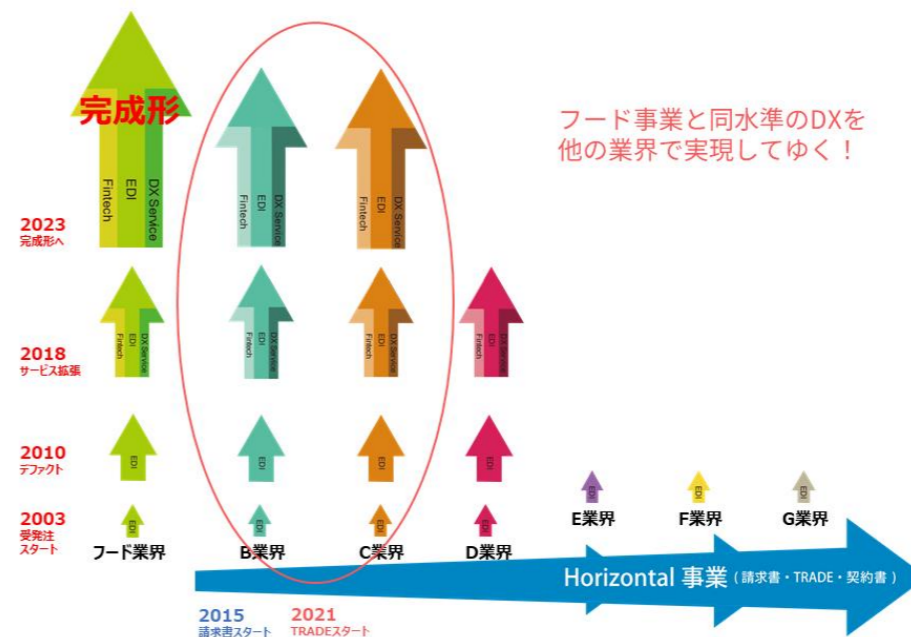 完成形
Fintech
EDI
DX Service
Fintech
EDI
DX Service
Fintech
EDI
DX Service
フード事業と同水準のDXを
他の業界で実現してゆく！
2023
完成形へ
Fintech
EDI
DX Service
Fintech
EDI
DX Service
Fintech
EDI
DX Service
Fintech
EDI
DX Service
2018
サービス拡張
EDI
EDI
EDI
EDI
2010
デファクト
EDI
EDI
EDI
EDI
EDI
EDI
EDI
2003
受発注
スタート
フード業界
B業界
C業界
D業界
E業界
F業界
G業界
Horizontal 事業（請求書・TRADE・契約書）
2015
請求書スタート
2021
TRADEスタート